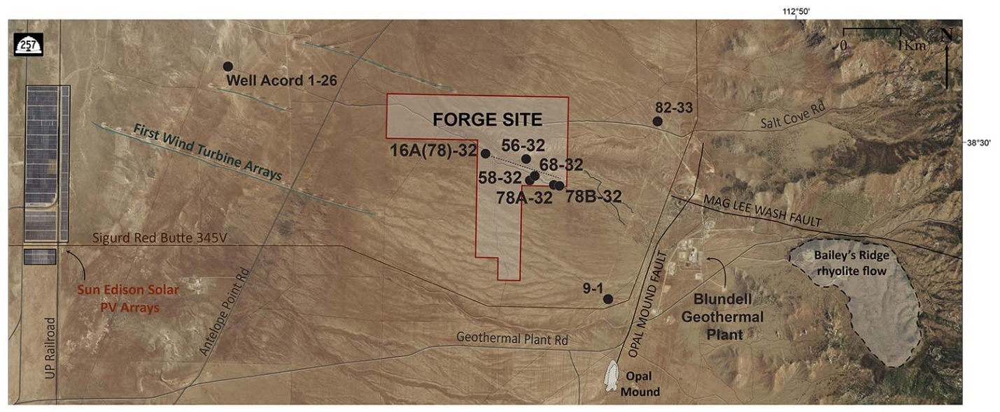 112°50'
257
0 1Km
N
Well Acord 1-26
82-33
Salt Cove Rd
FORGE SITE
38°30'
First Wind Turbine Arrays
16A(78)-32
56-32
68-32
58-32
78A-32
78B-32
MAG LEE WASH FAULT
Sigurd Red Butte 345V
Bailey's Ridge
rhyolite flow
Sun Edison Solar
PV Arrays
Antelope Point Rd
9-1
OPAL MOUND FAULT
Blundell
Geothermal
Plant
UP Railroad
Geothermal Plant Rd
Opal
Mound